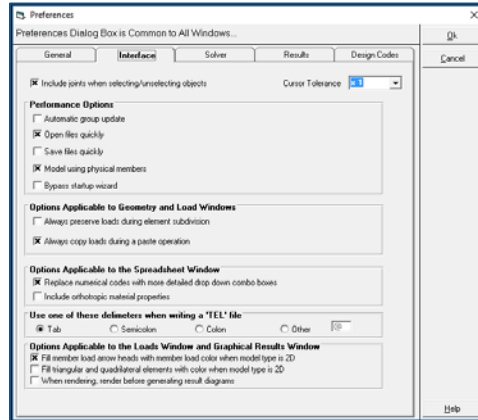 Preferences
Preferences Dialog Box is Common to All Windows...
Ok
Cancel
General
Interface
Solver
Results
Design Codes
Include joints when selecting/unselecting objects
Cursor Tolerance
x 1
Performance Options
Automatic group update
Open files quickly
Save files quickly
Model using physical members
Bypass startup wizard
Options Applicable to Geometry and Load Windows
Always preserve loads during element subdivision
Always copy loads during a paste operation
Options Applicable to the Spreadsheet Window
Replace numerical codes with more detailed drop down combo boxes
Include orthotropic material properties
Use one of these delimeters when writing a 'TEL' file
Tab
Semicolon
Colon
Other
@
Options Applicable to the Loads Window and Graphical Results Window
Fill member load arrow heads with member load color when model type is 2D
Fill triangular and quadrilateral elements with color when model type is 2D
When rendering, render before generating result diagrams
Help